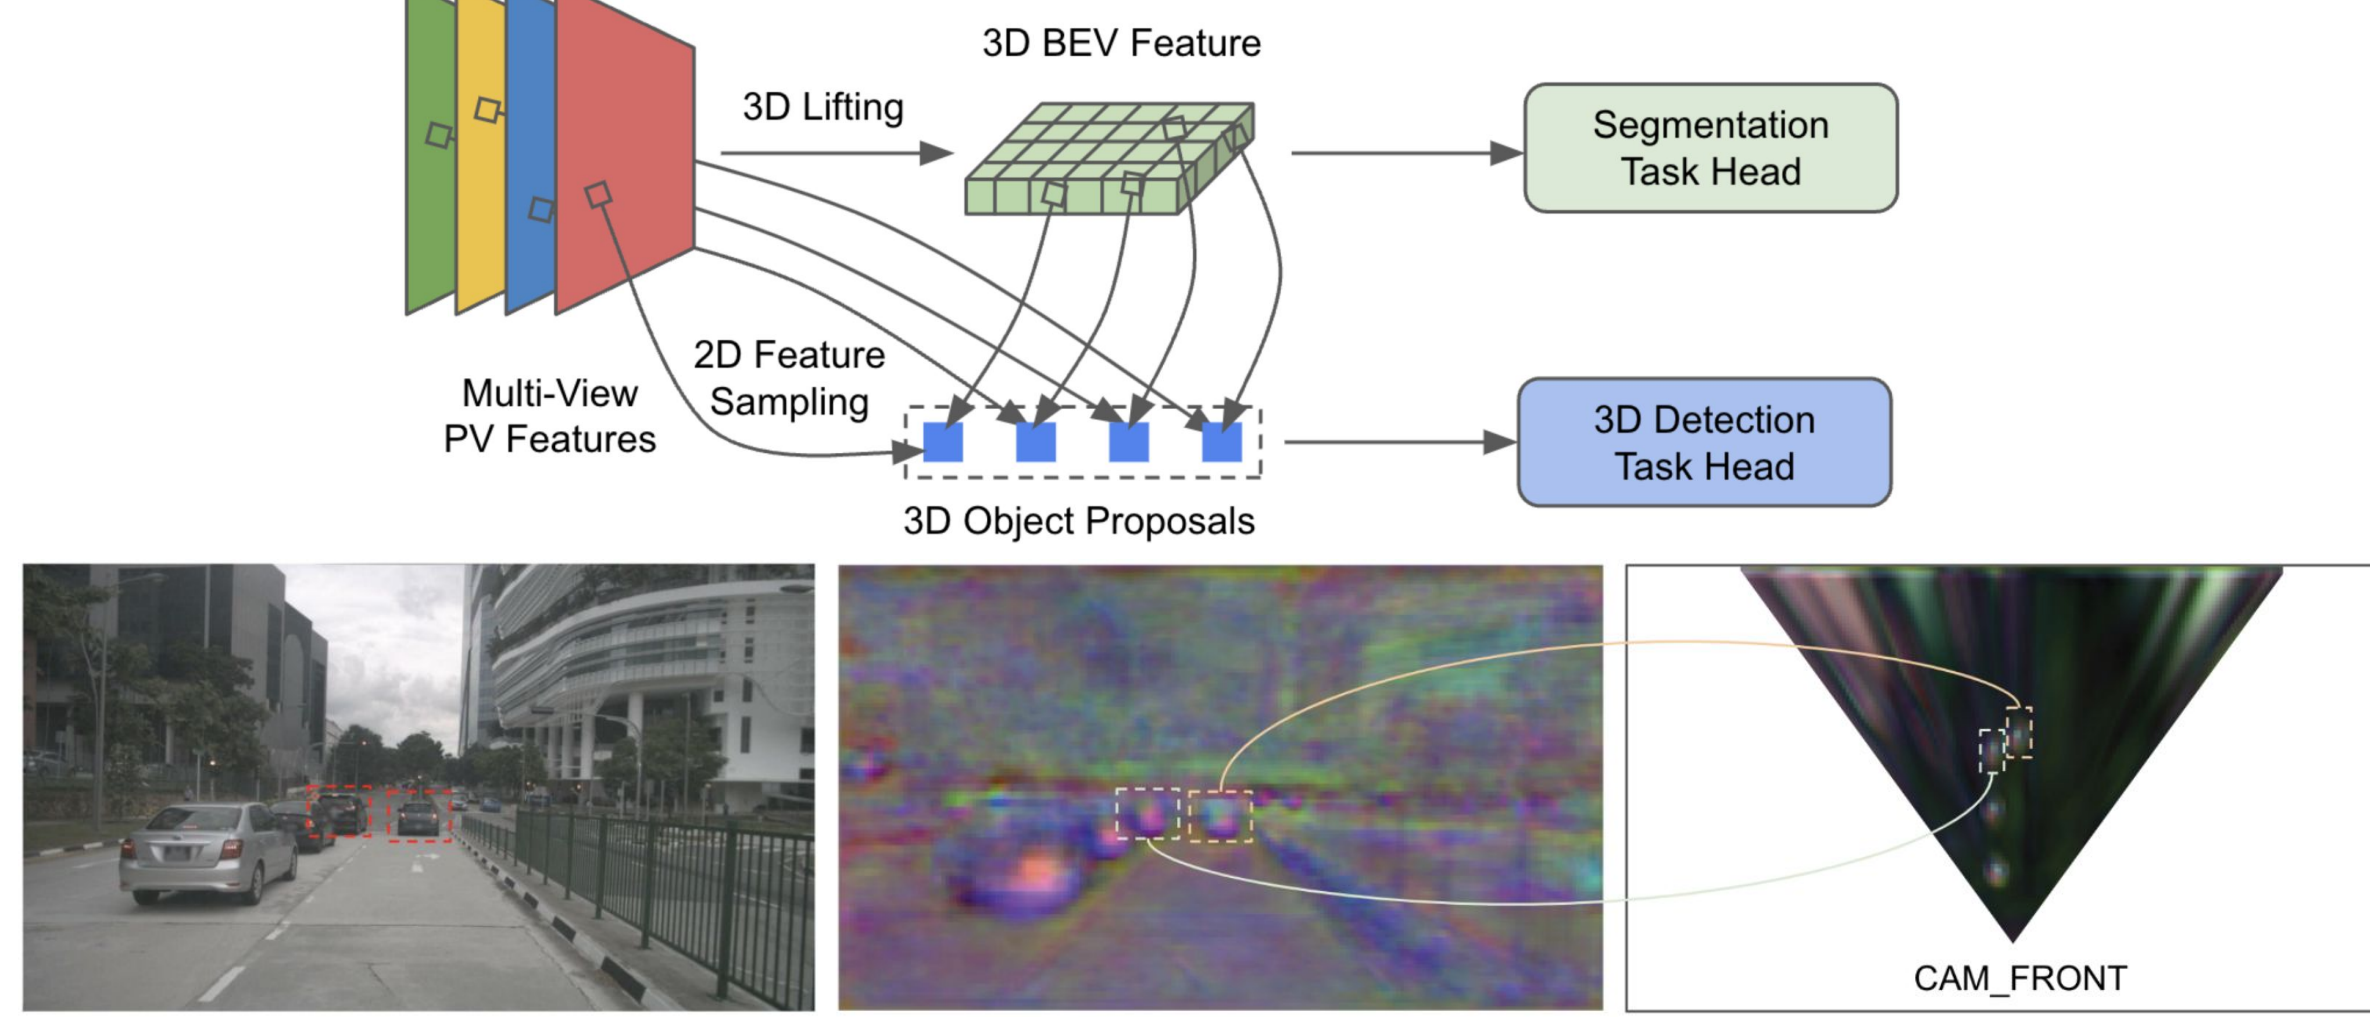 3D BEV Feature
3D Lifting
Segmentation
Task Head
2D Feature
Sampling
Multi-View
PV Features
3D Detection
Task Head
3D Object Proposals
CAM_FRONT